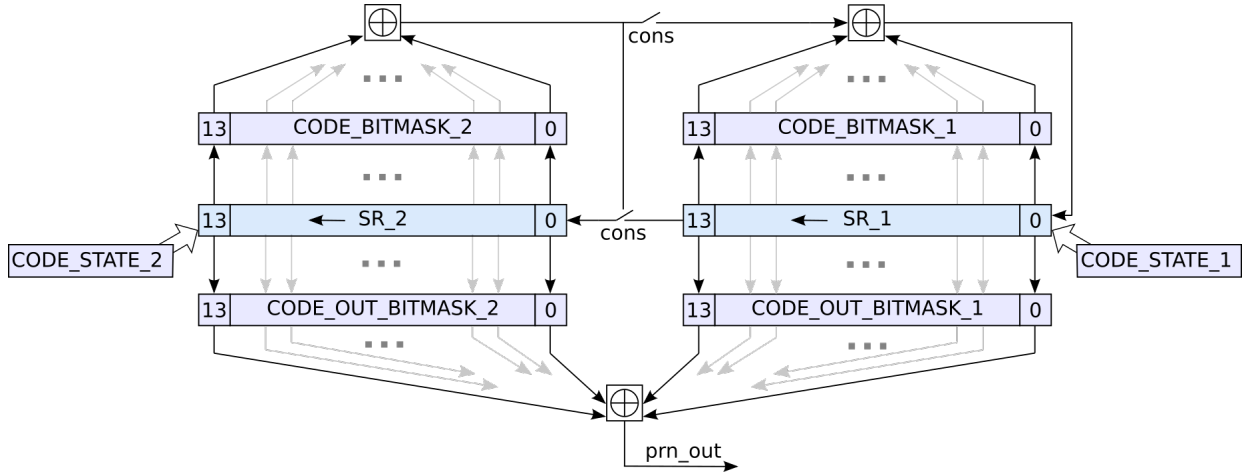 cons
13 CODE_BITMASK_2 0
13 CODE_BITMASK_1 0
13 SR_2 0
cons
13 SR_1 0
CODE_STATE_2
CODE_STATE_1
13 CODE_OUT_BITMASK_2 0
13 CODE_OUT_BITMASK_1 0
prn_out